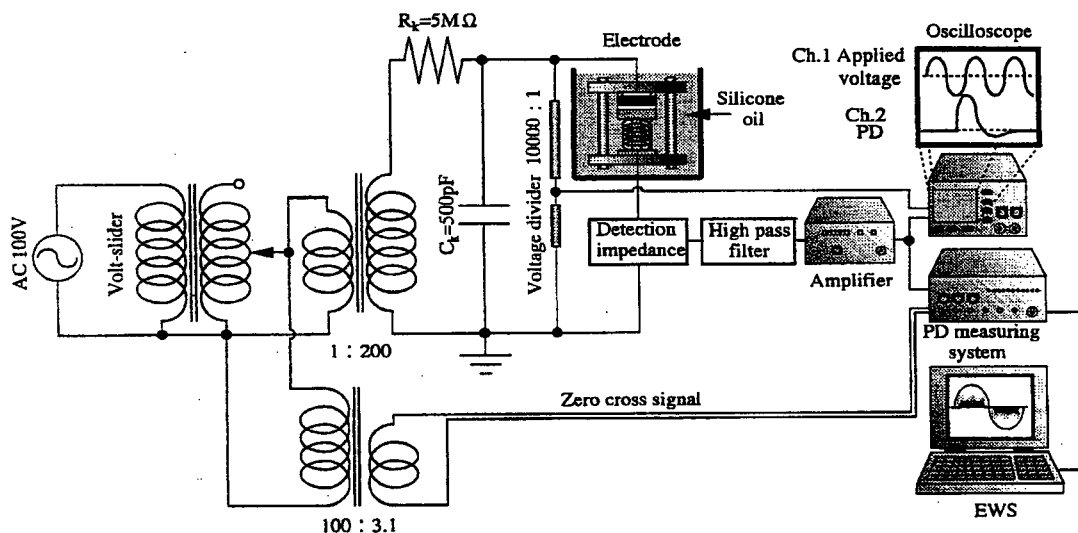 R_k=5MΩ
Electrode
Silicone
oil
Oscilloscope
Ch.1 Applied
voltage
Ch.2
PD
AC 100V
Volt-slider
C_k=500pF
Voltage divider 10000 : 1
Detection
impedance
High pass
filter
Amplifier
PD measuring
system
1 : 200
Zero cross signal
100 : 3.1
EWS